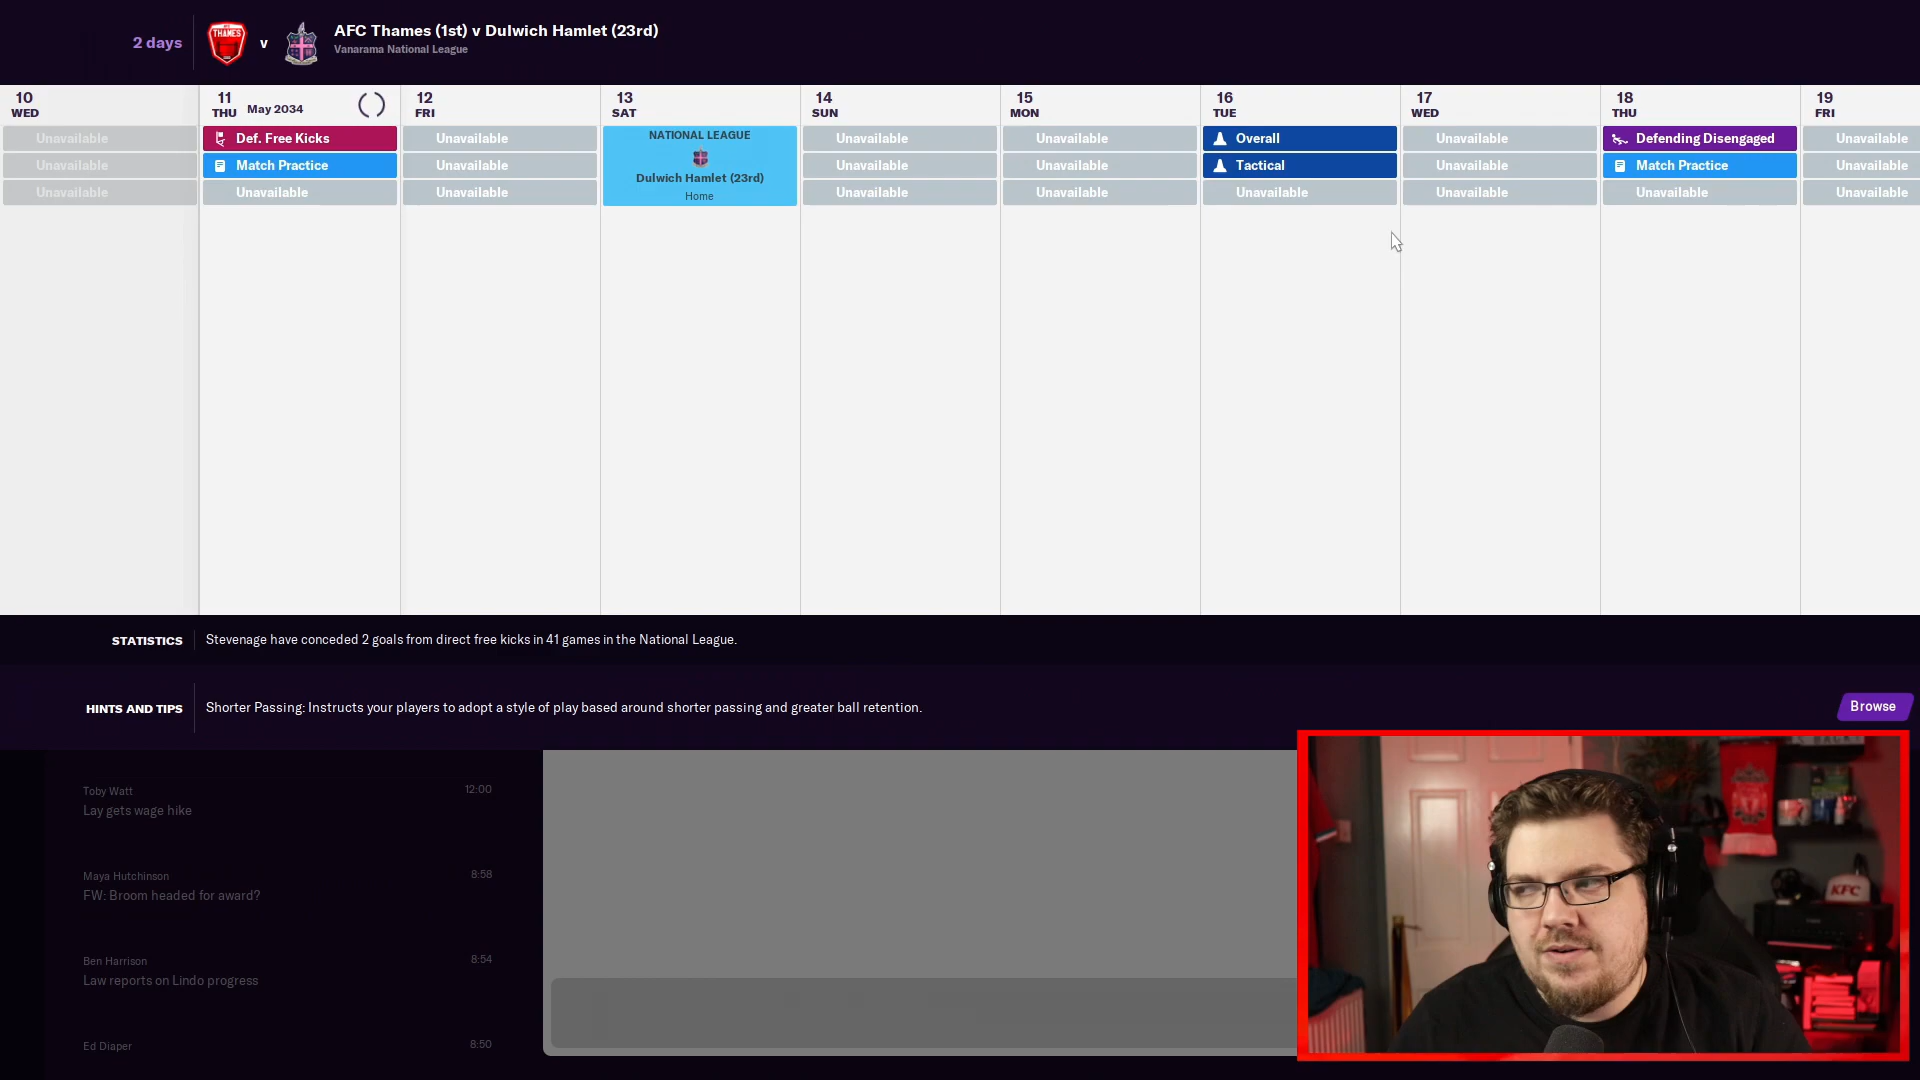 2 days
THAMES
v
AFC Thames (1st) v Dulwich Hamlet (23rd)
Vanarama National League
10
WED
Unavailable
Unavailable
Unavailable
11
THU May 2034
Def. Free Kicks
Match Practice
Unavailable
12
FRI
Unavailable
Unavailable
Unavailable
13
SAT
NATIONAL LEAGUE
Dulwich Hamlet (23rd)
Home
14
SUN
Unavailable
Unavailable
Unavailable
15
MON
Unavailable
Unavailable
Unavailable
16
TUE
Overall
Tactical
Unavailable
17
WED
Unavailable
Unavailable
Unavailable
18
THU
Defending Disengaged
Match Practice
Unavailable
19
FRI
Unavailable
Unavailable
Unavailable
STATISTICS Stevenage have conceded 2 goals from direct free kicks in 41 games in the National League.
HINTS AND TIPS Shorter Passing: Instructs your players to adopt a style of play based around shorter passing and greater ball retention.
Browse
Toby Watt 12:00
Lay gets wage hike
Maya Hutchinson 8:58
FW: Broom headed for award?
Ben Harrison 8:54
Law reports on Lindo progress
Ed Diaper 8:50
KFC